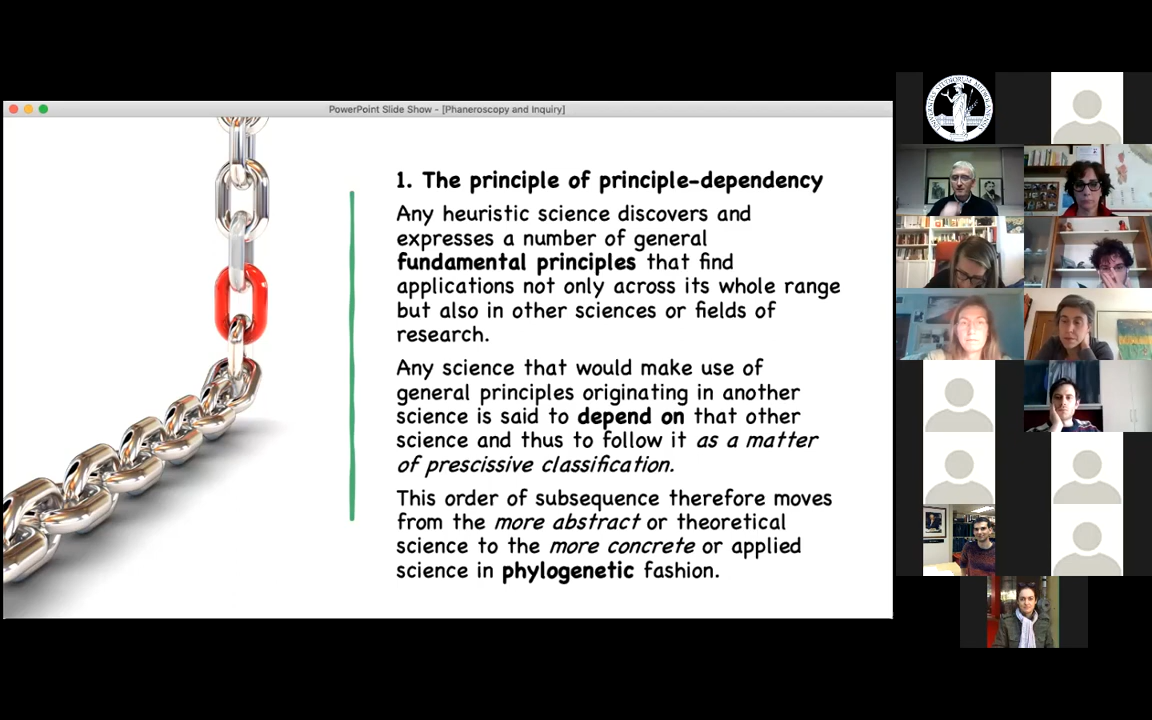 PowerPoint Slide Show - [Phaneroscopy and Inquiry]
1. The principle of principle-dependency
Any heuristic science discovers and
expresses a number of general
fundamental principles that find
applications not only across its whole range
but also in other sciences or fields of
research.
Any science that would make use of
general principles originating in another
science is said to depend on that other
science and thus to follow it as a matter
of prescissive classification.
This order of subsequence therefore moves
from the more abstract or theoretical
science to the more concrete or applied
science in phylogenetic fashion.